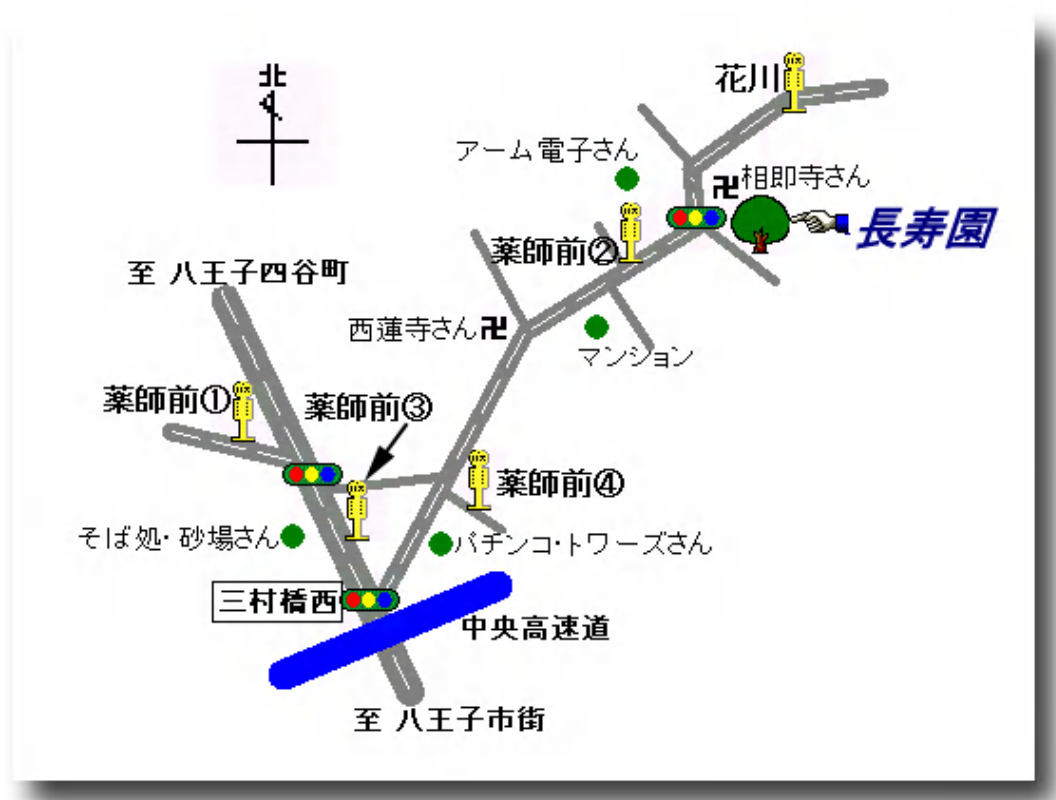 北
花川
アーム電子さん
卍相即寺さん
長寿園
薬師前②
至 八王子四谷町
西蓮寺さん卍
マンション
薬師前①
薬師前③
薬師前④
そば処・砂場さん
パチンコ・トワーズさん
三村橋西
中央高速道
至 八王子市街